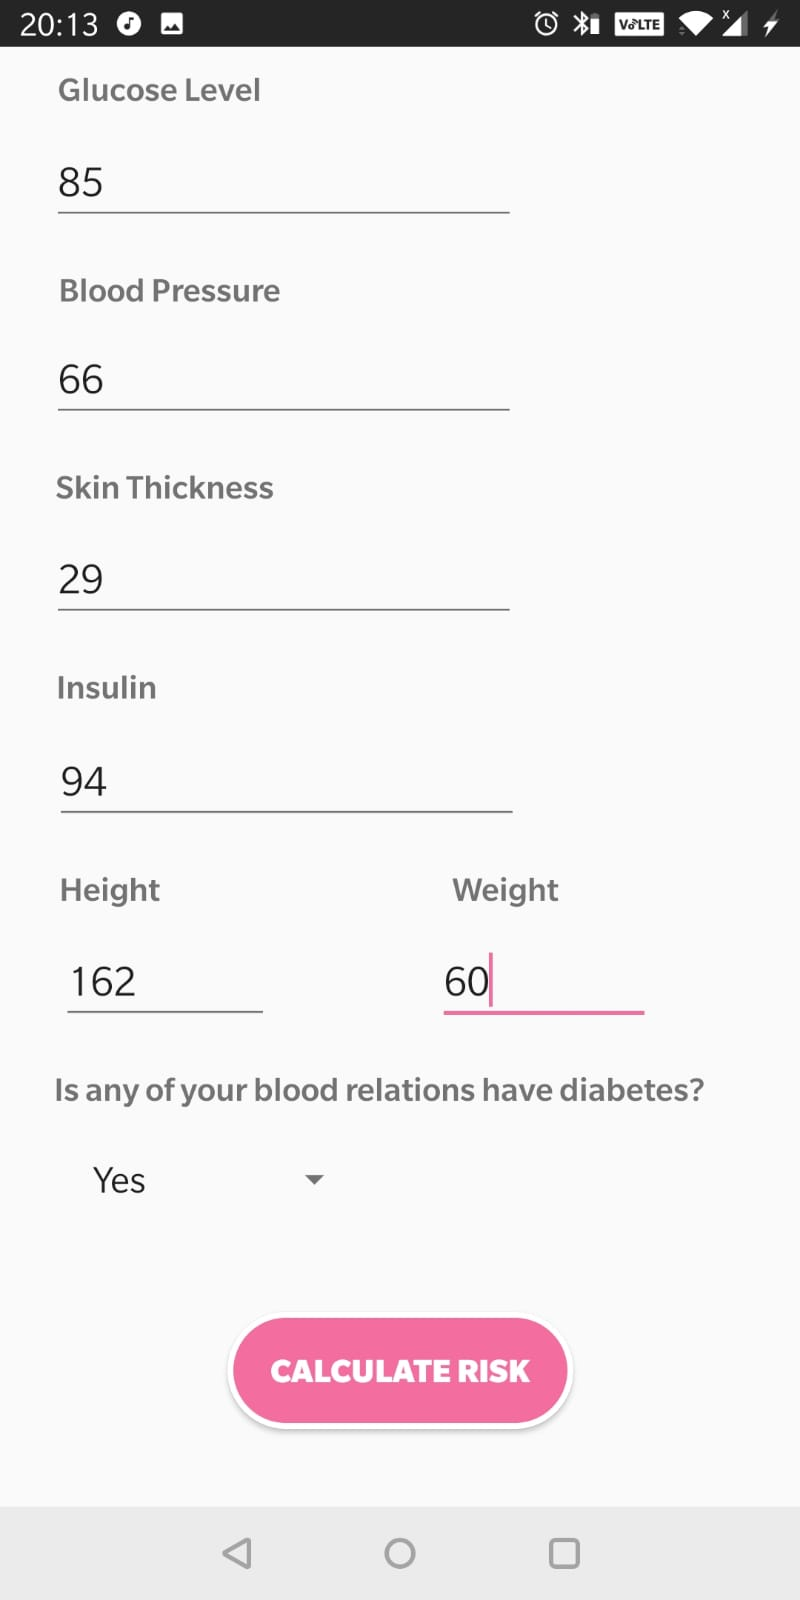 20:13
VoLTE
x
Glucose Level
85
Blood Pressure
66
Skin Thickness
29
Insulin
94
Height Weight
162 60
Is any of your blood relations have diabetes?
Yes
CALCULATE RISK